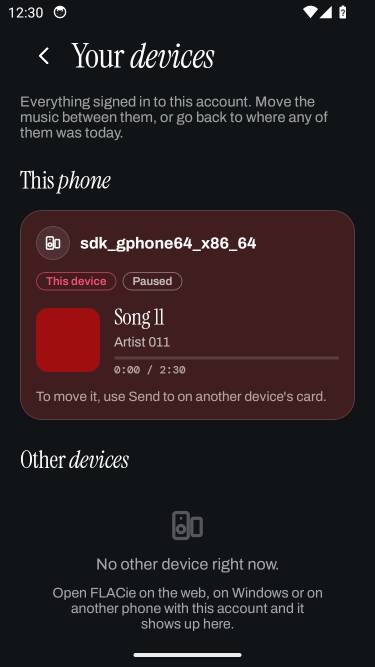 12:30
Your devices
Everything signed in to this account. Move the
music between them, or go back to where any of
them was today.
This phone
sdk_gphone64_x86_64
This device
Paused
Song 11
Artist 011
0:00 / 2:30
To move it, use Send to on another device's card.
Other devices
No other device right now.
Open FLACie on the web, on Windows or on
another phone with this account and it
shows up here.